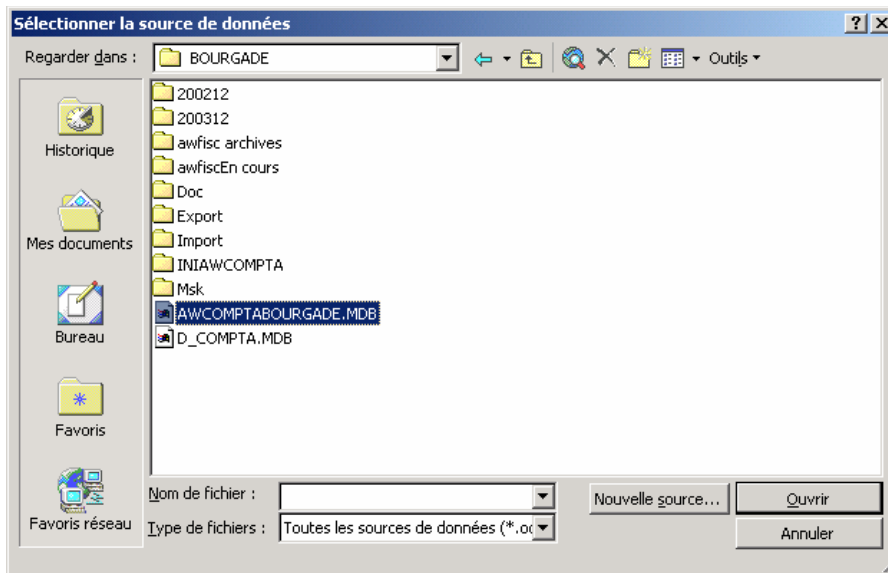 Sélectionner la source de données
Regarder dans :
BOURGADE
Outils
200212
200312
awfisc archives
awfiscEn cours
Doc
Export
Import
INIAWCOMPTA
Msk
AWCOMPTABOURGADE.MDB
D_COMPTA.MDB
Historique
Mes documents
Bureau
Favoris
Favoris réseau
Nom de fichier :
Nouvelle source...
Ouvrir
Type de fichiers :
Toutes les sources de données (*.oc
Annuler